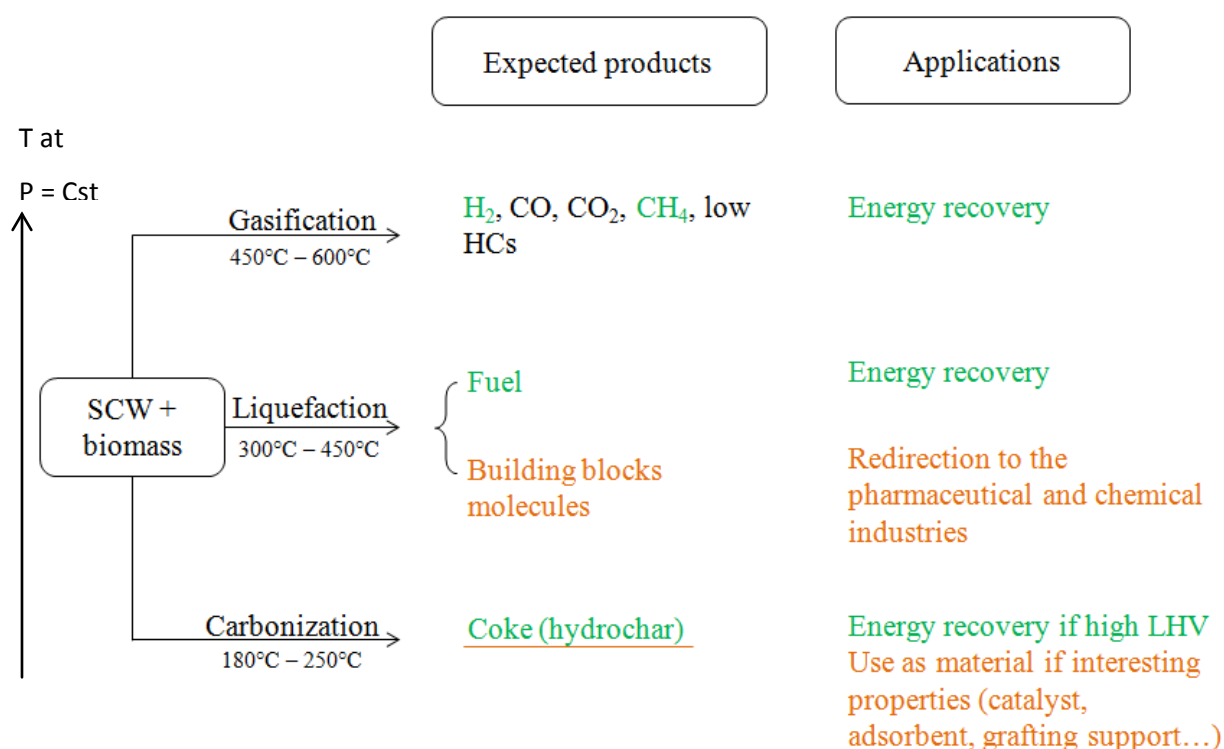 Expected products
Applications
T at
P = Cst
Gasification
450°C – 600°C
H₂, CO, CO₂, CH₄, low
HCs
Energy recovery
SCW +
biomass
Liquefaction
300°C – 450°C
Fuel
Energy recovery
Building blocks
molecules
Redirection to the
pharmaceutical and chemical
industries
Carbonization
180°C – 250°C
Coke (hydrochar)
Energy recovery if high LHV
Use as material if interesting
properties (catalyst,
adsorbent, grafting support…)